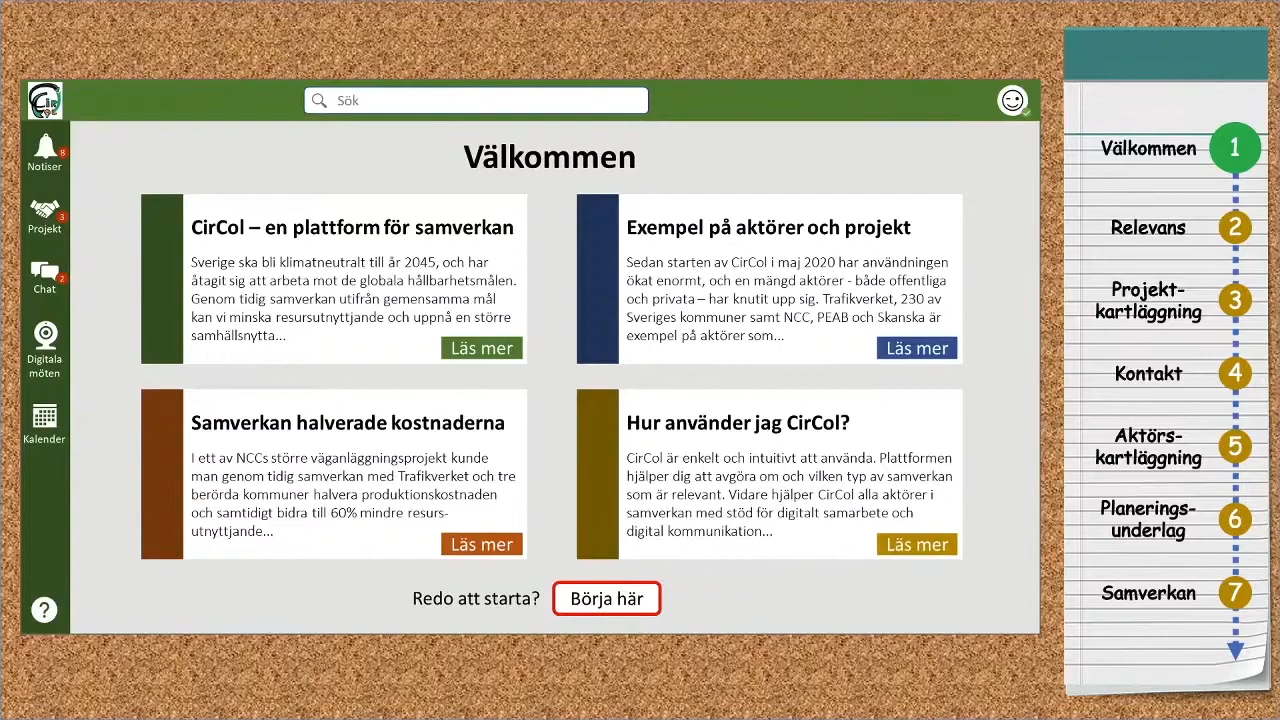 Sök
Notiser
8
Projekt
3
Chat
2
Digitala
möten
Kalender
?
Välkommen
CirCol – en plattform för samverkan
Sverige ska bli klimatneutralt till år 2045, och har
åtagit sig att arbeta mot de globala hållbarhetsmålen.
Genom tidig samverkan utifrån gemensamma mål
kan vi minska resursutnyttjande och uppnå en större
samhällsnytta...
Läs mer
Exempel på aktörer och projekt
Sedan starten av CirCol i maj 2020 har användningen
ökat enormt, och en mängd aktörer - både offentliga
och privata – har knutit upp sig. Trafikverket, 230 av
Sveriges kommuner samt NCC, PEAB och Skanska är
exempel på aktörer som...
Läs mer
Samverkan halverade kostnaderna
I ett av NCCs större väganläggningsprojekt kunde
man genom tidig samverkan med Trafikverket och tre
berörda kommuner halvera produktionskostnaden
och samtidigt bidra till 60% mindre resurs-
utnyttjande...
Läs mer
Hur använder jag CirCol?
CirCol är enkelt och intuitivt att använda. Plattformen
hjälper dig att avgöra om och vilken typ av samverkan
som är relevant. Vidare hjälper CirCol alla aktörer i
samverkan med stöd för digitalt samarbete och
digital kommunikation...
Läs mer
Redo att starta? Börja här
Välkommen 1
Relevans 2
Projekt-
kartläggning 3
Kontakt 4
Aktörs-
kartläggning 5
Planerings-
underlag 6
Samverkan 7